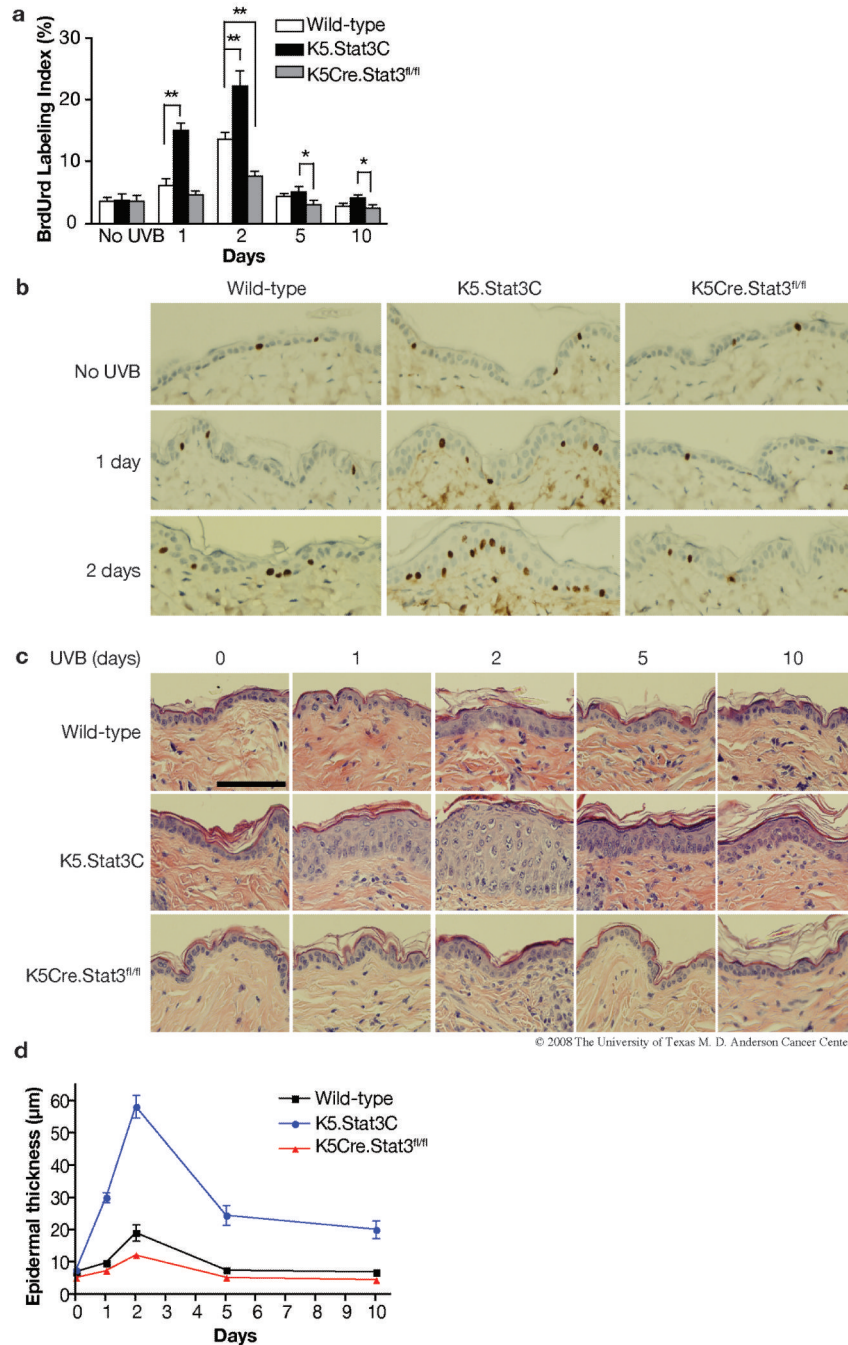 a
Wild-type
K5.Stat3C
K5Cre.Stat3fl/fl
BrdUrd Labeling Index (%)
30
20
10
0
** ** ** * *
No UVB 1 2 5 10
Days
b
Wild-type K5.Stat3C K5Cre.Stat3fl/fl
No UVB
1 day
2 days
c UVB (days) 0 1 2 5 10
Wild-type
K5.Stat3C
K5Cre.Stat3fl/fl
© 2008 The University of Texas M. D. Anderson Cancer Cente
d
Wild-type
K5.Stat3C
K5Cre.Stat3fl/fl
Epidermal thickness (μm)
60
50
40
30
20
10
0
0 1 2 3 4 5 6 7 8 9 10
Days